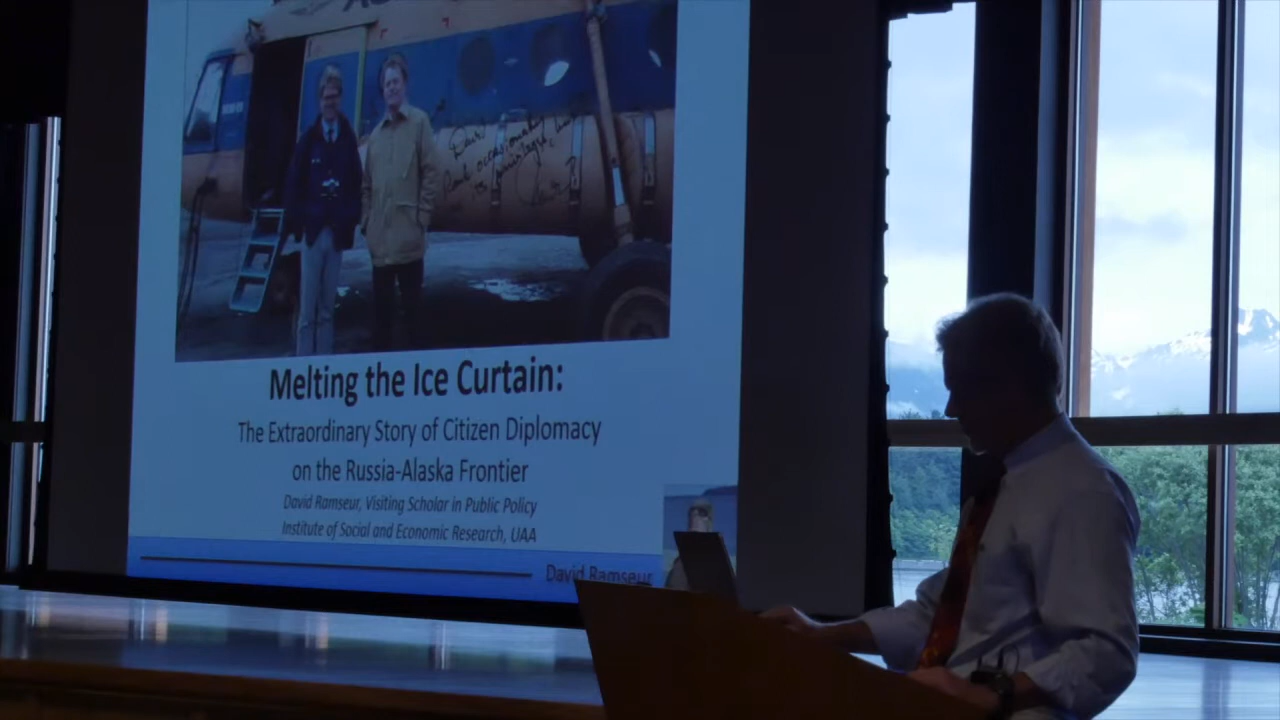 David
Melting the Ice Curtain:
The Extraordinary Story of Citizen Diplomacy
on the Russia-Alaska Frontier
David Ramseur, Visiting Scholar in Public Policy
Institute of Social and Economic Research, UAA
David Ramseur